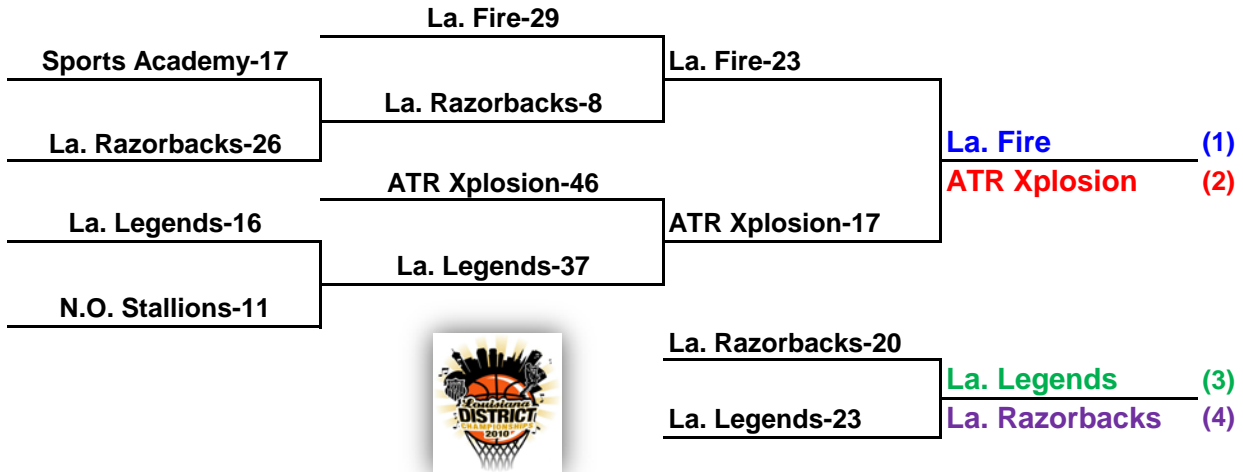 La. Fire-29
Sports Academy-17
La. Fire-23
La. Razorbacks-8
La. Razorbacks-26
La. Fire (1)
ATR Xplosion-46
ATR Xplosion (2)
La. Legends-16
ATR Xplosion-17
La. Legends-37
N.O. Stallions-11
La. Razorbacks-20
La. Legends (3)
La. Legends-23
La. Razorbacks (4)
Louisiana
DISTRICT
CHAMPIONSHIPS
2010